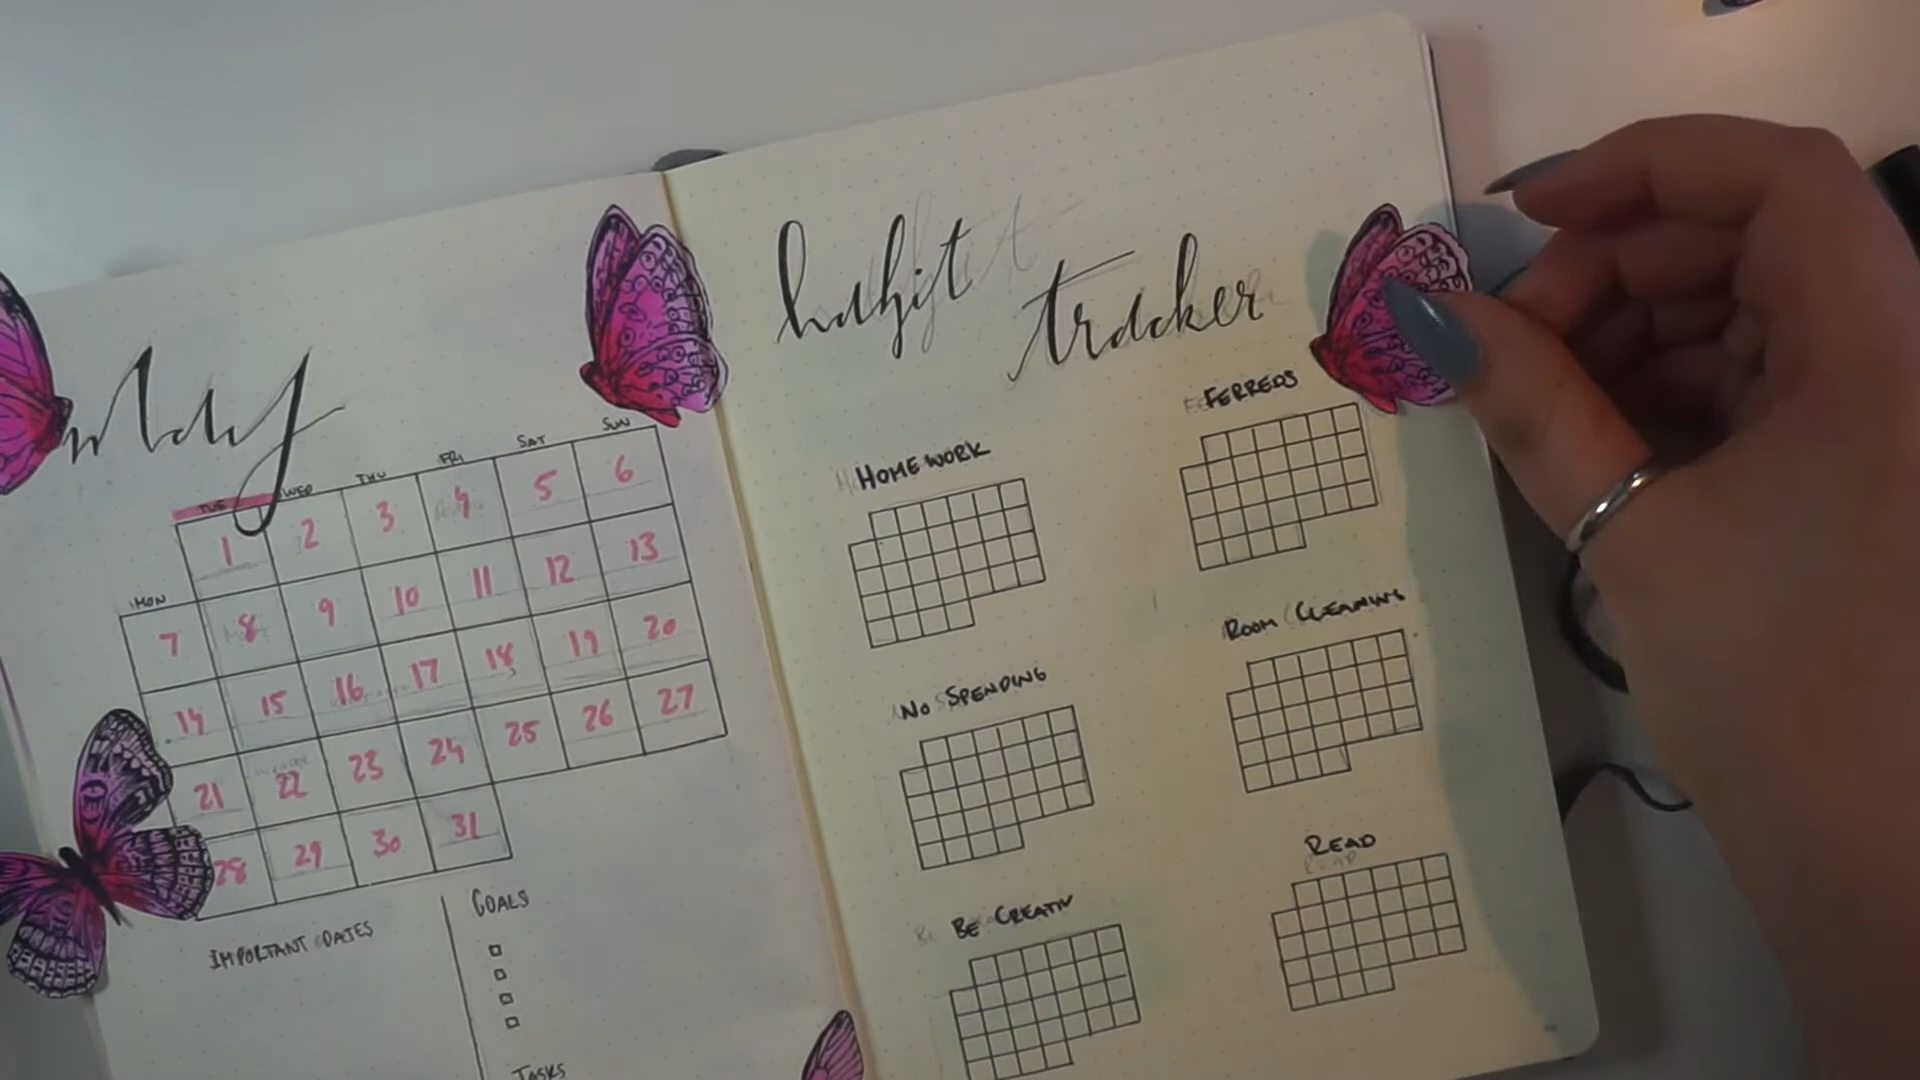 May
TUE WED THU FRI SAT SUN
1 2 3 4 5 6
MON
7 8 9 10 11 12 13
14 15 16 17 18 19 20
21 22 23 24 25 26 27
28 29 30 31
IMPORTANT DATES
GOALS
TASKS
habit
tracker
HOMEWORK
FERREDS
NO SPENDING
ROOM CLEANING
BE CREATIV
READ